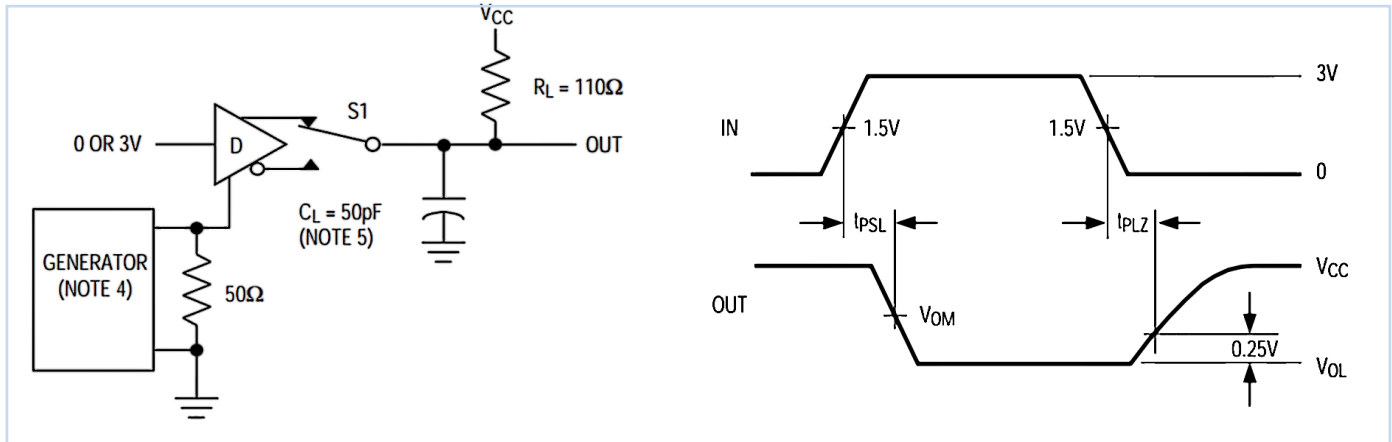 VCC
RL = 110Ω
S1
0 OR 3V
D
OUT
CL = 50pF
(NOTE 5)
GENERATOR
(NOTE 4)
50Ω
3V
IN
1.5V
1.5V
0
tPSL
tPLZ
VCC
OUT
VOM
0.25V
VOL